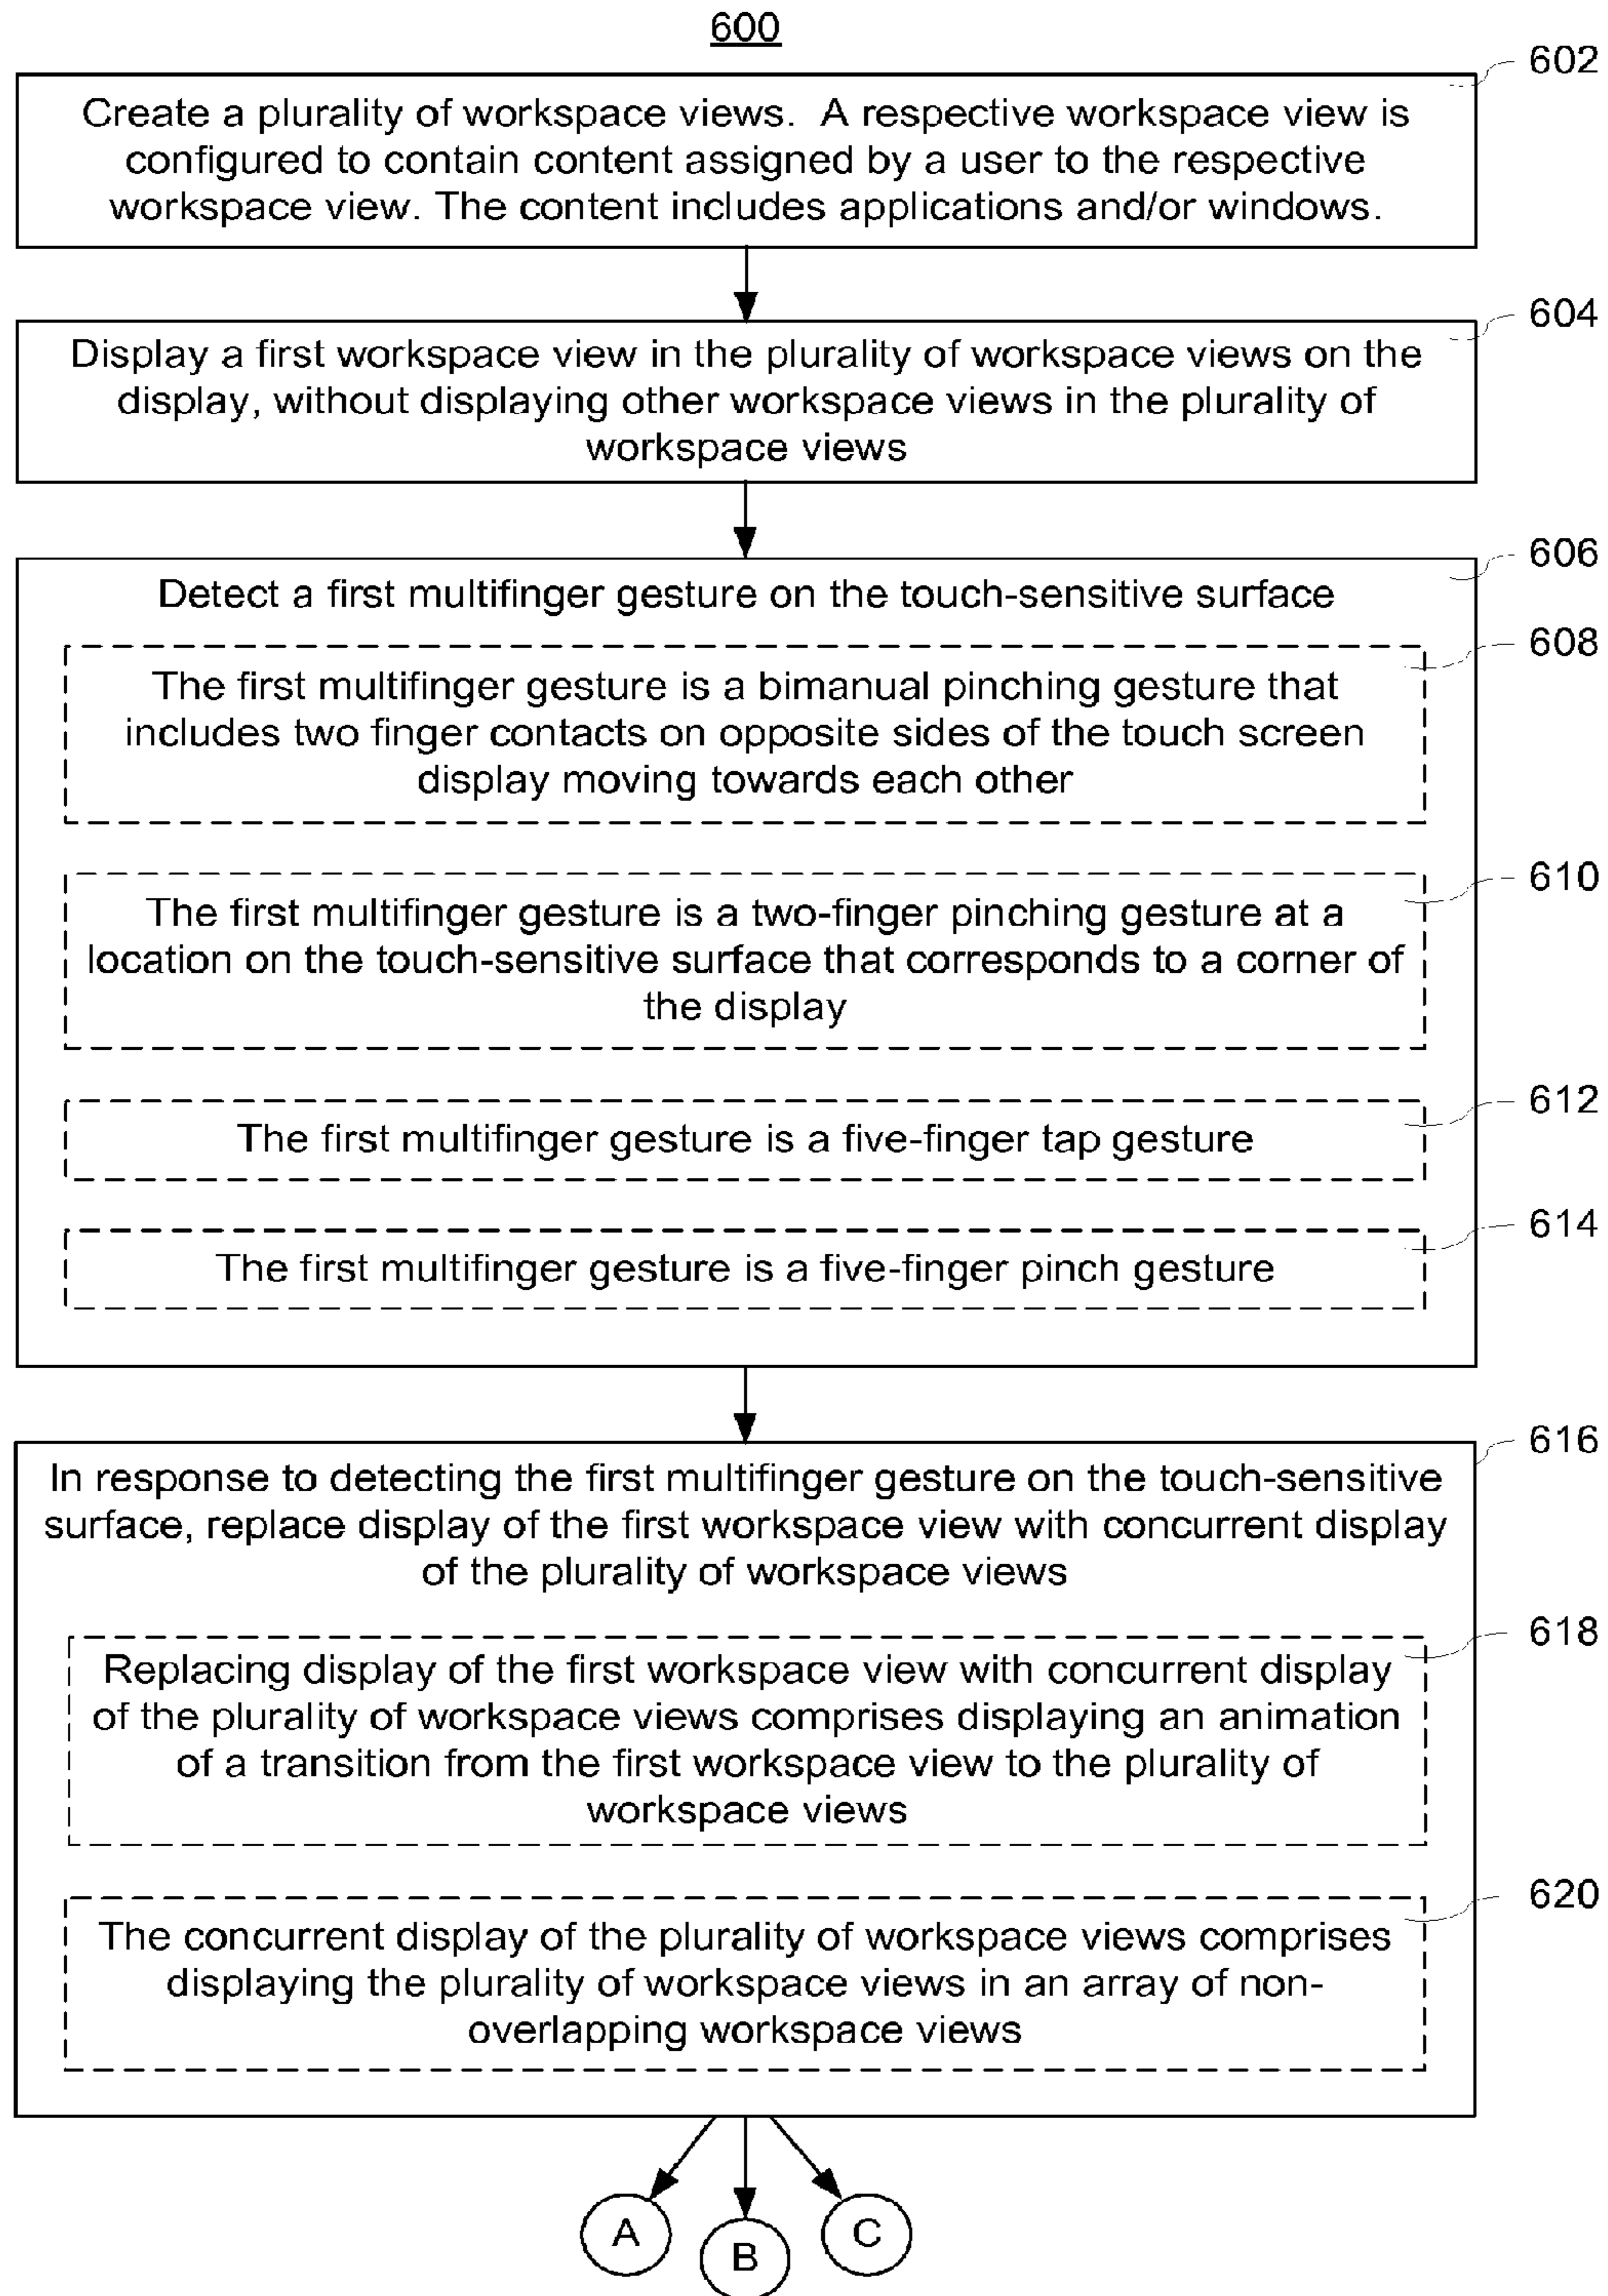 600
602
Create a plurality of workspace views. A respective workspace view is
configured to contain content assigned by a user to the respective
workspace view. The content includes applications and/or windows.
604
Display a first workspace view in the plurality of workspace views on the
display, without displaying other workspace views in the plurality of
workspace views
606
Detect a first multifinger gesture on the touch-sensitive surface
608
The first multifinger gesture is a bimanual pinching gesture that
includes two finger contacts on opposite sides of the touch screen
display moving towards each other
610
The first multifinger gesture is a two-finger pinching gesture at a
location on the touch-sensitive surface that corresponds to a corner of
the display
612
The first multifinger gesture is a five-finger tap gesture
614
The first multifinger gesture is a five-finger pinch gesture
616
In response to detecting the first multifinger gesture on the touch-sensitive
surface, replace display of the first workspace view with concurrent display
of the plurality of workspace views
618
Replacing display of the first workspace view with concurrent display
of the plurality of workspace views comprises displaying an animation
of a transition from the first workspace view to the plurality of
workspace views
620
The concurrent display of the plurality of workspace views comprises
displaying the plurality of workspace views in an array of non-
overlapping workspace views
A
B
C